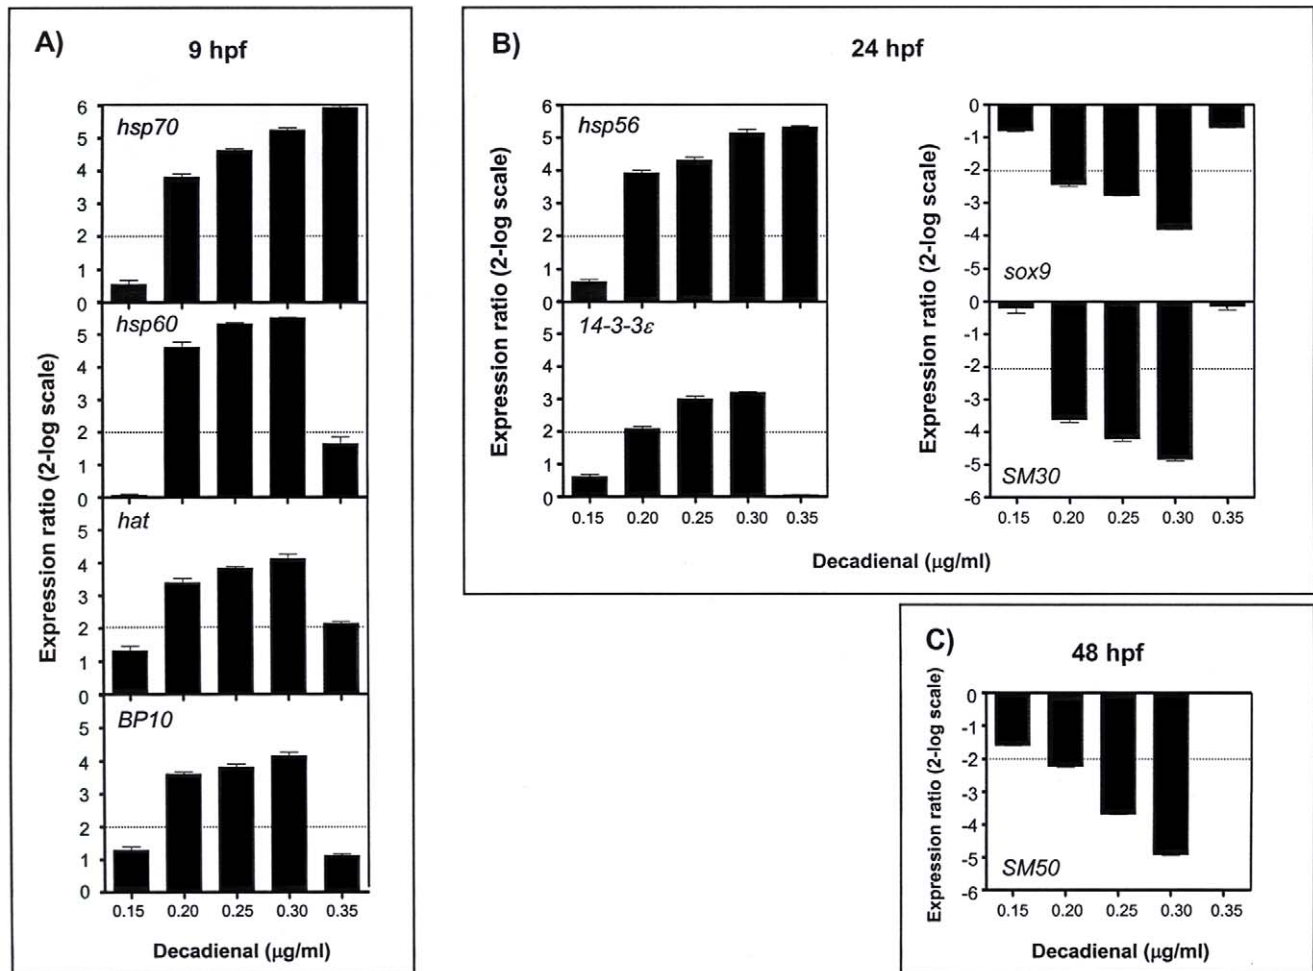 A)
9 hpf
Expression ratio (2-log scale)
hsp70
6
5
4
3
2
1
0
hsp60
5
4
3
2
1
0
hat
5
4
3
2
1
0
BP10
5
4
3
2
1
0
0.15 0.20 0.25 0.30 0.35
Decadienal (μg/ml)
B)
24 hpf
Expression ratio (2-log scale)
hsp56
6
5
4
3
2
1
0
14-3-3ε
5
4
3
2
1
0
0.15 0.20 0.25 0.30 0.35
Expression ratio (2-log scale)
0
-1
-2
-3
-4
-5
sox9
0
-1
-2
-3
-4
-5
-6
SM30
0.15 0.20 0.25 0.30 0.35
Decadienal (μg/ml)
C)
48 hpf
Expression ratio (2-log scale)
0
-1
-2
-3
-4
-5
-6
SM50
0.15 0.20 0.25 0.30 0.35
Decadienal (μg/ml)